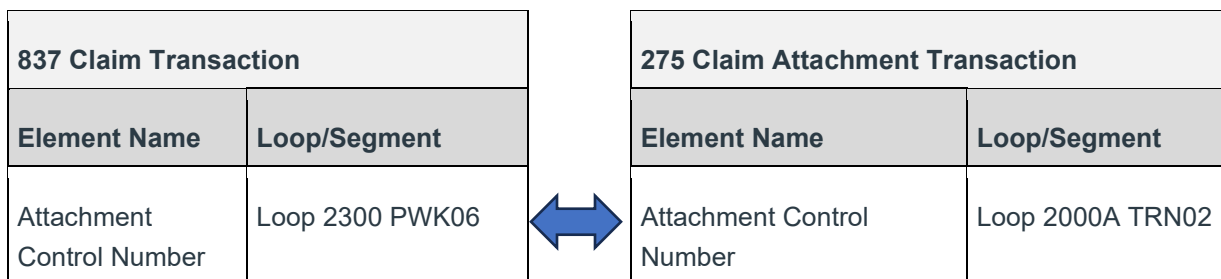 837 Claim Transaction
275 Claim Attachment Transaction
Element Name
Loop/Segment
Element Name
Loop/Segment
Attachment
Control Number
Loop 2300 PWK06
Attachment Control
Number
Loop 2000A TRN02